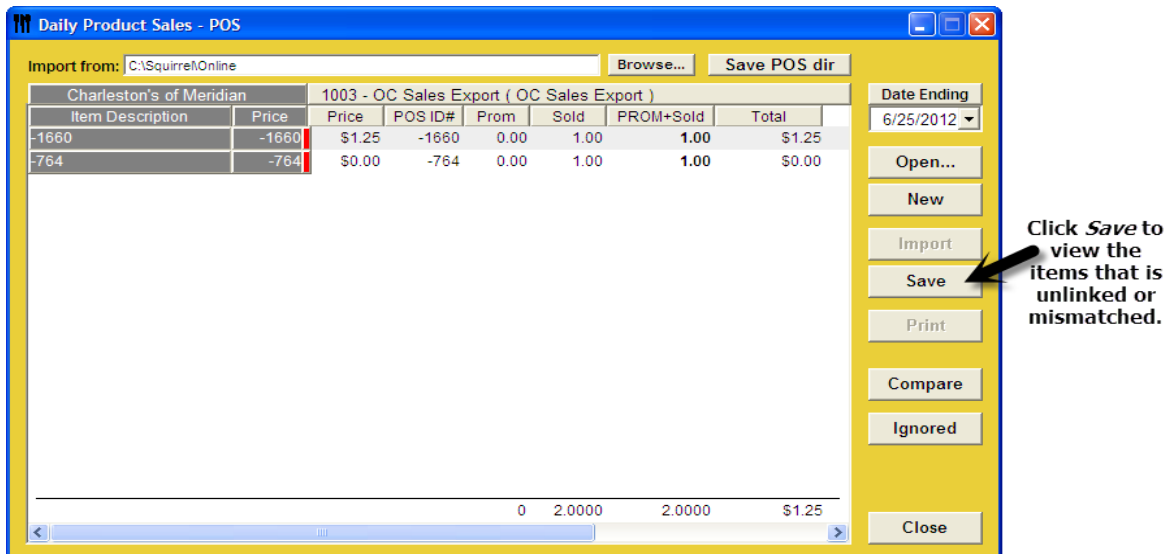 Daily Product Sales - POS
Import from: C:\Squirrel\Online Browse... Save POS dir
Charleston's of Meridian 1003 - OC Sales Export ( OC Sales Export ) Date Ending
Item Description Price Price POS ID# Prom Sold PROM+Sold Total 6/25/2012
-1660 -1660 $1.25 -1660 0.00 1.00 1.00 $1.25
-764 -764 $0.00 -764 0.00 1.00 1.00 $0.00
Open...
New
Import
Save
Print
Compare
Ignored
0 2.0000 2.0000 $1.25
Close
Click Save to
view the
items that is
unlinked or
mismatched.